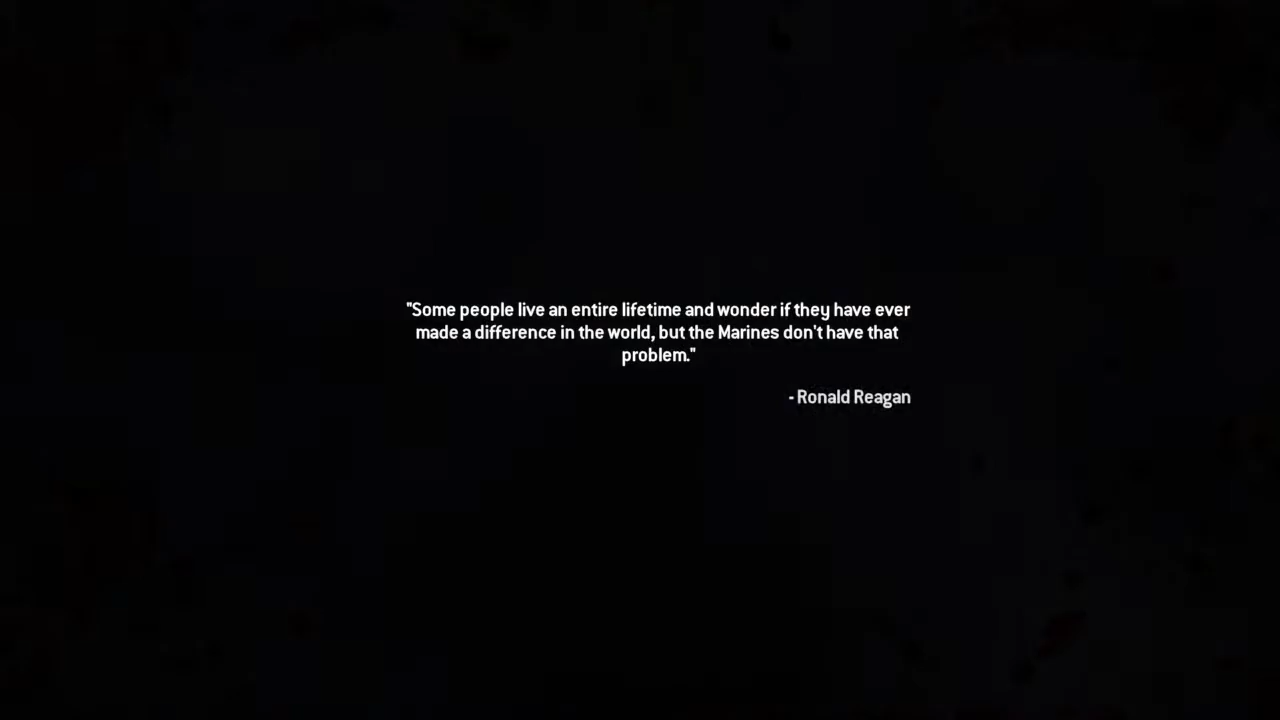 "Some people live an entire lifetime and wonder if they have ever
made a difference in the world, but the Marines don't have that
problem."
- Ronald Reagan